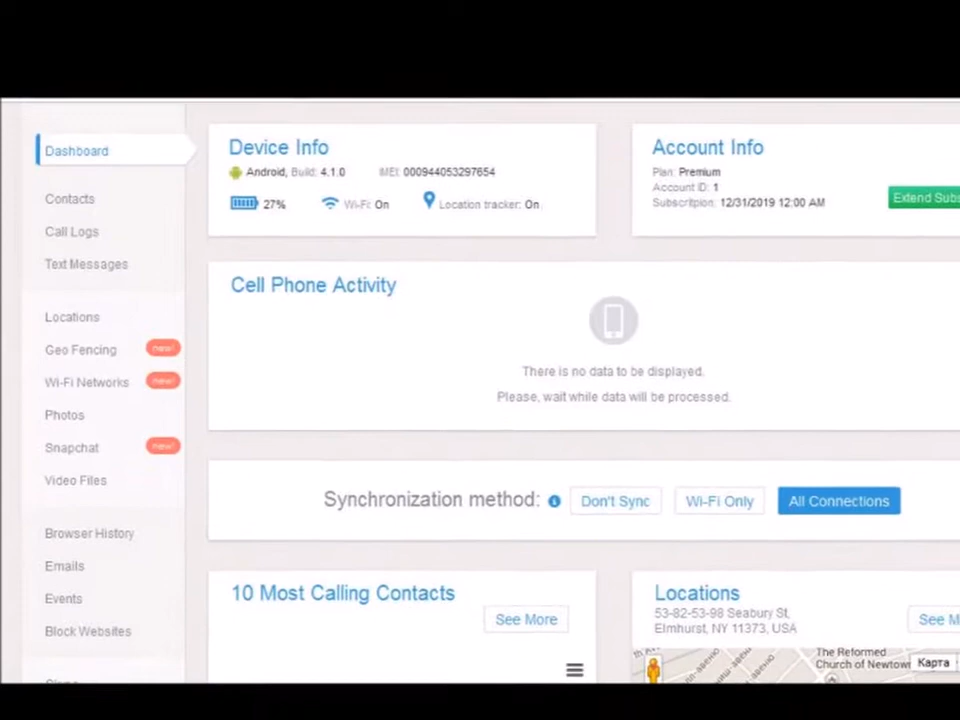 Dashboard
Contacts
Call Logs
Text Messages
Locations
Geo Fencing new!
Wi-Fi Networks new!
Photos
Snapchat new!
Video Files
Browser History
Emails
Events
Block Websites
Device Info
Android, Build: 4.1.0 IMEI: 000944053297654
27% Wi-Fi: On Location tracker: On
Account Info
Plan: Premium
Account ID: 1
Subscritpion: 12/31/2019 12:00 AM
Extend Subs
Cell Phone Activity
There is no data to be displayed.
Please, wait while data will be processed.
Synchronization method: Don't Sync Wi-Fi Only All Connections
10 Most Calling Contacts
See More
Locations
53-82-53-98 Seabury St,
Elmhurst, NY 11373, USA
See M
The Reformed
Church of Newtown
Карта